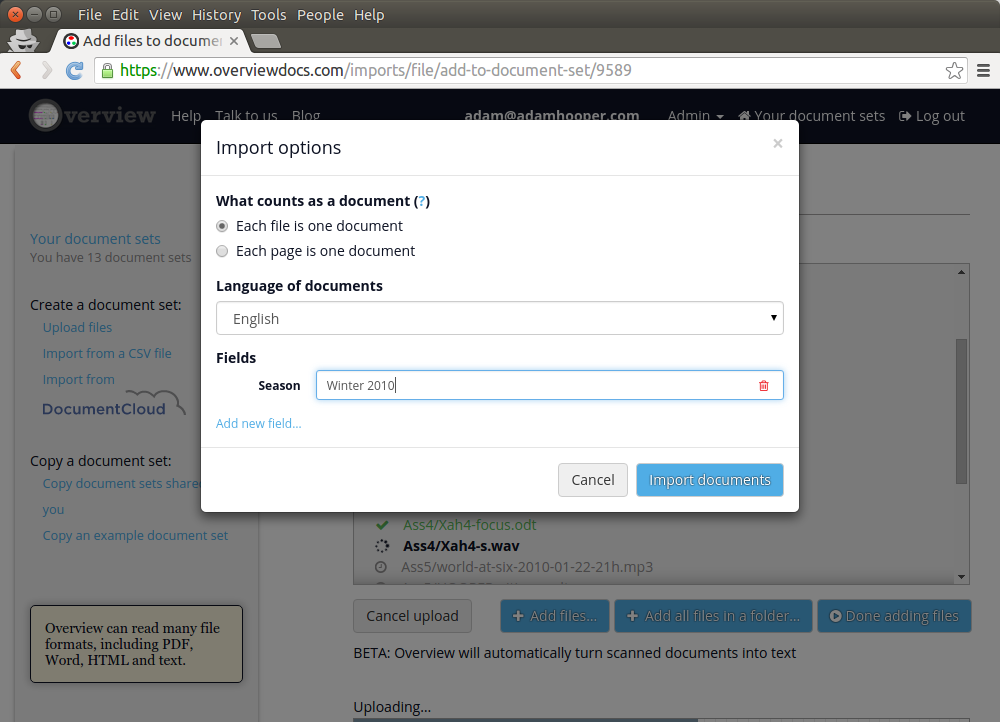 File Edit View History Tools People Help
Add files to docume
https://www.overviewdocs.com/imports/file/add-to-document-set/9589
verview Help Talk to us Blog adam@adamhooper.com Admin Your document sets Log out
Import options ×
What counts as a document (?)
Each file is one document
Each page is one document
Language of documents
English
Fields
Season Winter 2010
Add new field...
Cancel Import documents
Your document sets
You have 13 document sets
Create a document set:
Upload files
Import from a CSV file
Import from
DocumentCloud
Copy a document set:
Copy document sets share
you
Copy an example document set
Overview can read many file
formats, including PDF,
Word, HTML and text.
Ass4/Xah4-focus.odt
Ass4/Xah4-s.wav
Ass5/world-at-six-2010-01-22-21h.mp3
Cancel upload Add files... Add all files in a folder... Done adding files
BETA: Overview will automatically turn scanned documents into text
Uploading...